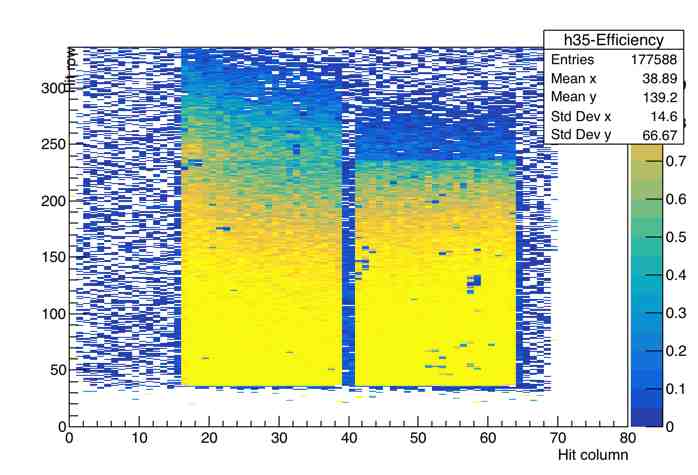 h35-Efficiency
Entries 177588
Mean x 38.89
Mean y 139.2
Std Dev x 14.6
Std Dev y 66.67
300
250
200
150
100
50
0
0 10 20 30 40 50 60 70 80
Hit column
0.7
0.6
0.5
0.4
0.3
0.2
0.1
0